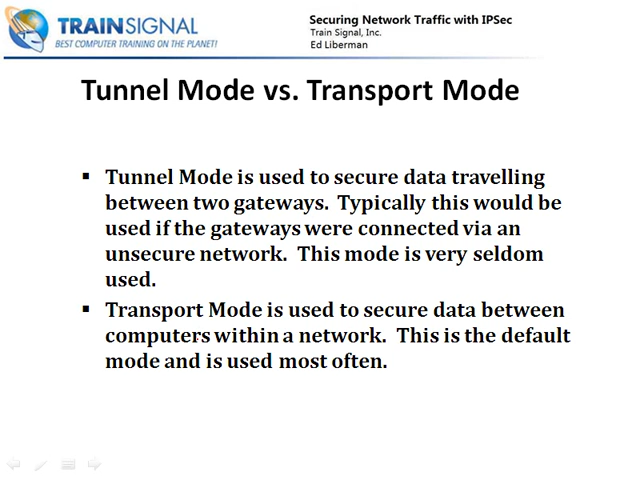 TRAINSIGNAL
BEST COMPUTER TRAINING ON THE PLANET!
Securing Network Traffic with IPSec
Train Signal, Inc.
Ed Liberman
Tunnel Mode vs. Transport Mode
▪ Tunnel Mode is used to secure data travelling
between two gateways.  Typically this would be
used if the gateways were connected via an
unsecure network.  This mode is very seldom
used.
▪ Transport Mode is used to secure data between
computers within a network.  This is the default
mode and is used most often.